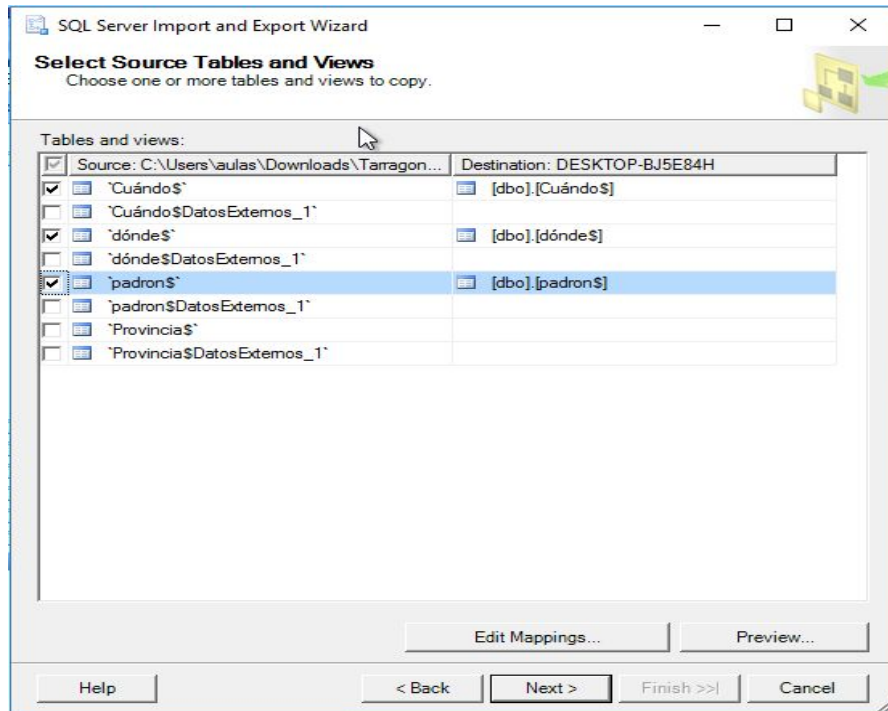 SQL Server Import and Export Wizard
Select Source Tables and Views
Choose one or more tables and views to copy.
Tables and views:
Source: C:\Users\aulas\Downloads\Tarragon... Destination: DESKTOP-BJ5E84H
`Cuándo$` [dbo].[Cuándo$]
`Cuándo$DatosExternos_1`
`dónde$` [dbo].[dónde$]
`dónde$DatosExternos_1`
`padron$` [dbo].[padron$]
`padron$DatosExternos_1`
`Provincia$`
`Provincia$DatosExternos_1`
Edit Mappings... Preview...
Help < Back Next > Finish >>| Cancel